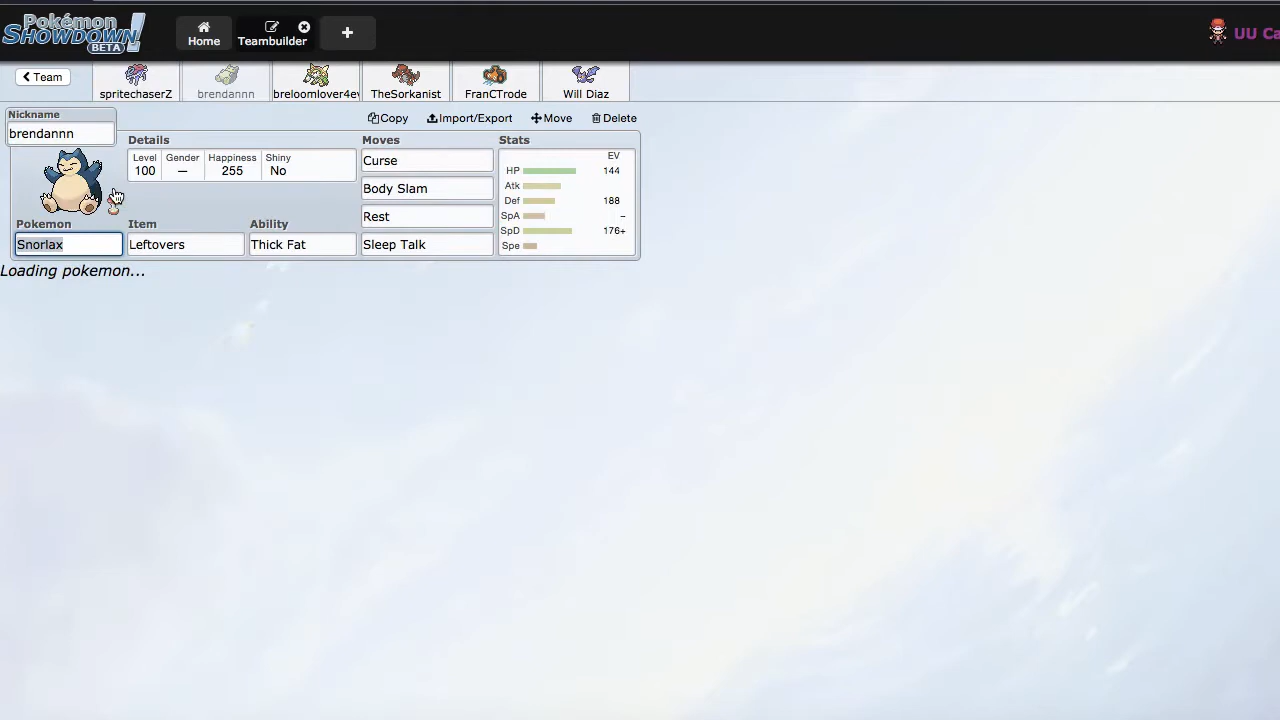 Pokémon
SHOWDOWN!
BETA
Home
Teambuilder
+
UU Ca
Team
spritechaserZ
brendannn
breloomlover4ev
TheSorkanist
FranCTrode
Will Diaz
Nickname
brendannn
Copy
Import/Export
Move
Delete
Details
Level
100
Gender
—
Happiness
255
Shiny
No
Pokemon
Snorlax
Item
Leftovers
Ability
Thick Fat
Moves
Curse
Body Slam
Rest
Sleep Talk
Stats
EV
HP 144
Atk
Def 188
SpA –
SpD 176+
Spe
Loading pokemon...